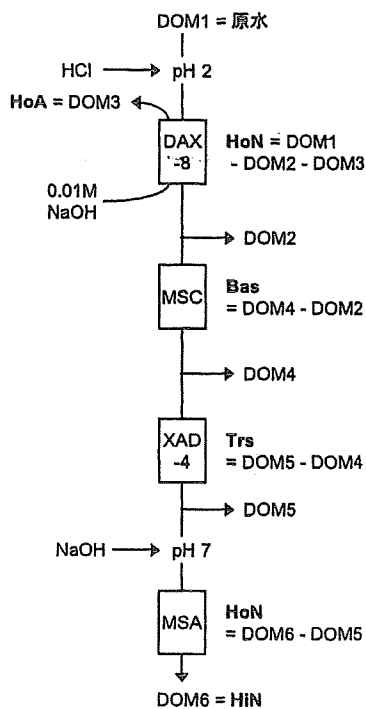 DOM1 = 原水
HCl
pH 2
HoA = DOM3
DAX
-8
HoN = DOM1
- DOM2 - DOM3
0.01M
NaOH
DOM2
MSC
Bas
= DOM4 - DOM2
DOM4
XAD
-4
Trs
= DOM5 - DOM4
DOM5
NaOH
pH 7
MSA
HoN
= DOM6 - DOM5
DOM6 = HiN